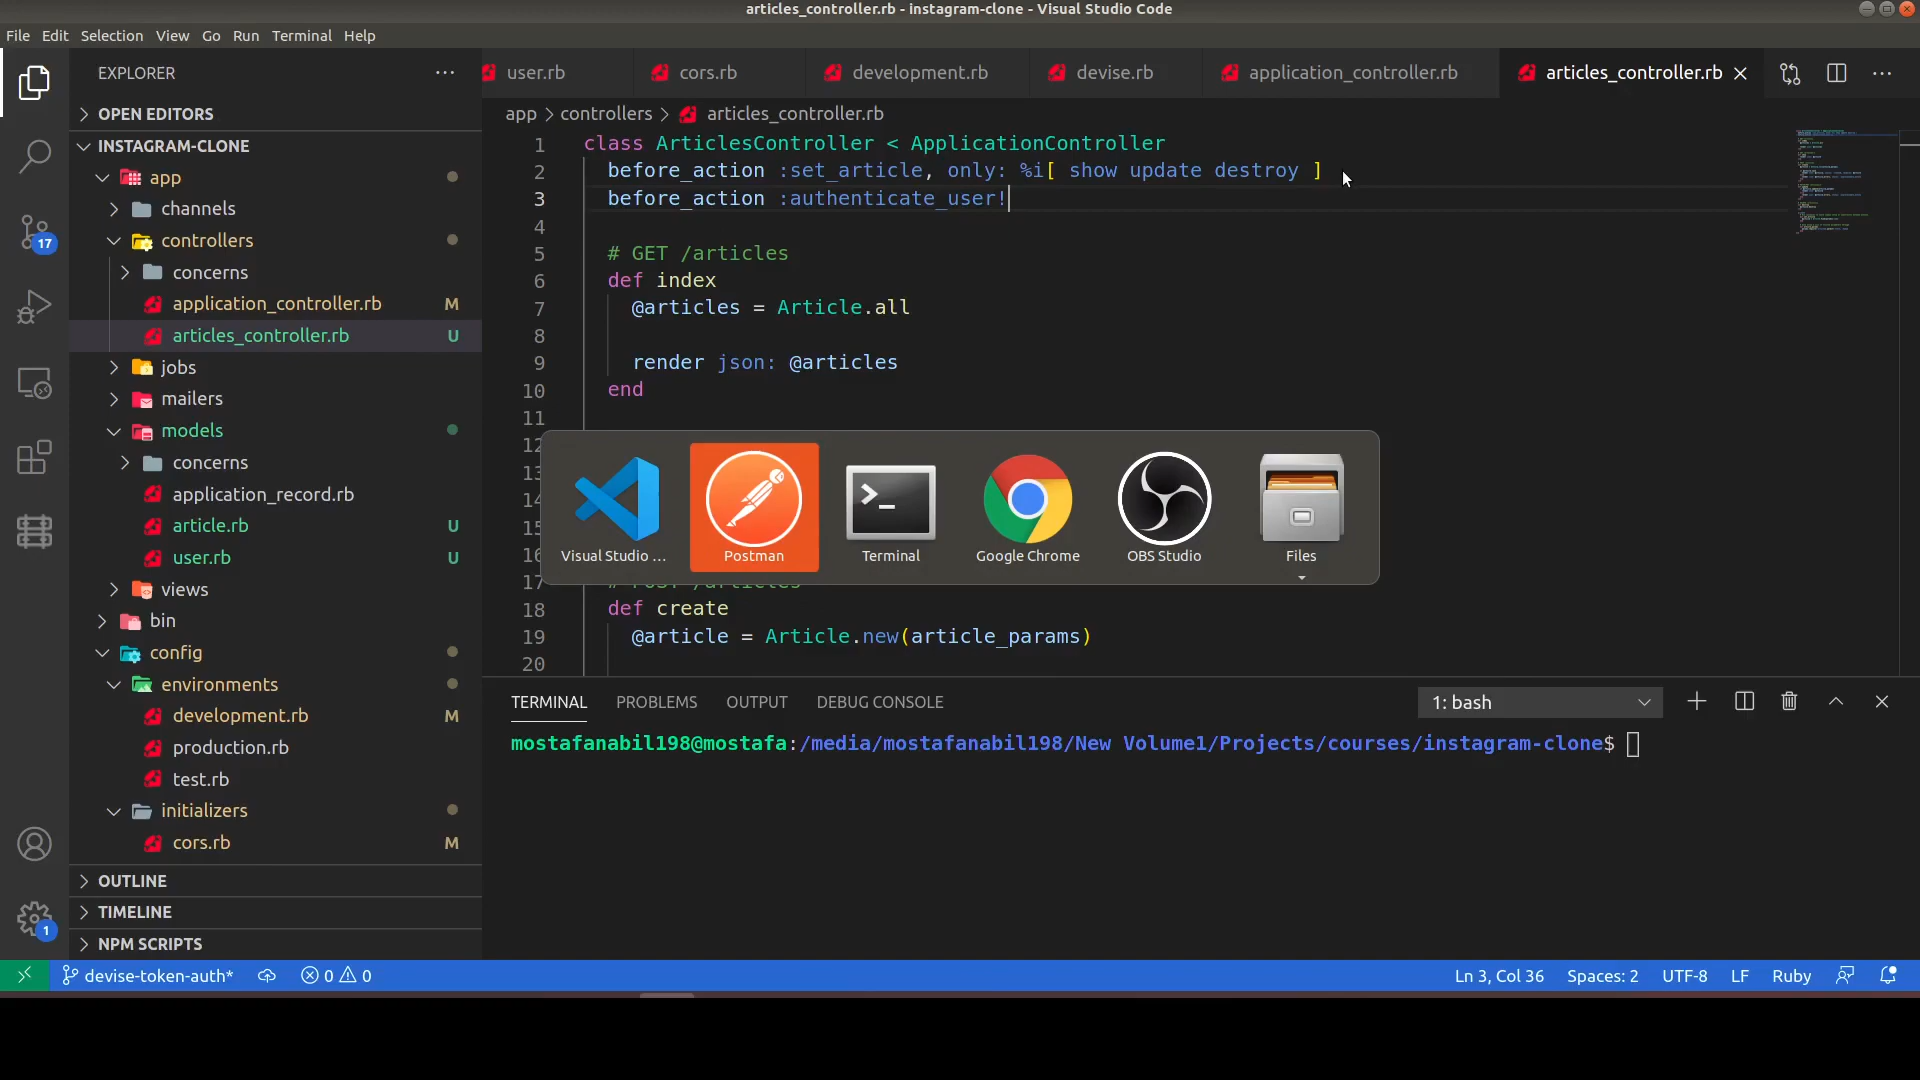 articles_controller.rb - instagram-clone - Visual Studio Code
File Edit Selection View Go Run Terminal Help
EXPLORER
OPEN EDITORS
INSTAGRAM-CLONE
app
channels
controllers
concerns
application_controller.rb M
articles_controller.rb U
jobs
mailers
models
concerns
application_record.rb
article.rb U
user.rb U
views
bin
config
environments
development.rb M
production.rb
test.rb
initializers
cors.rb M
OUTLINE
TIMELINE
NPM SCRIPTS
17
1
user.rb cors.rb development.rb devise.rb application_controller.rb articles_controller.rb
app > controllers > articles_controller.rb
1 class ArticlesController < ApplicationController
2 before_action :set_article, only: %i[ show update destroy ]
3 before_action :authenticate_user!
4
5 # GET /articles
6 def index
7 @articles = Article.all
8
9 render json: @articles
10 end
11
12
13
14
15
16
17 # POST /articles
18 def create
19 @article = Article.new(article_params)
20
Visual Studio ... Postman Terminal Google Chrome OBS Studio Files
TERMINAL PROBLEMS OUTPUT DEBUG CONSOLE 1: bash
mostafanabil198@mostafa:/media/mostafanabil198/New Volume1/Projects/courses/instagram-clone$
devise-token-auth* 0 0 Ln 3, Col 36 Spaces: 2 UTF-8 LF Ruby